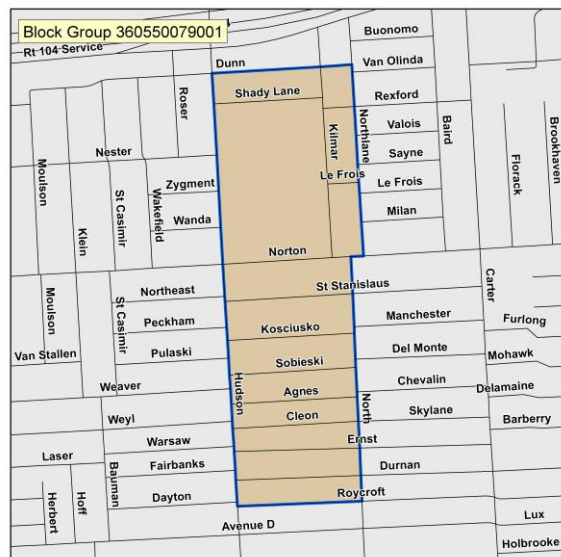 Block Group 360550079001
Rt 104 Service
Dunn
Buonomo
Van Olinda
Roser
Shady Lane
Rexford
Kilmar
Northlane
Valois
Baird
Brookhaven
Nester
Sayne
Florack
Moulson
Zygment
Le Frois
Le Frois
St Casimir
Wakefield
Wanda
Milan
Klein
Norton
Northeast
St Stanislaus
Carter
Moulson
St Casimir
Peckham
Kosciusko
Manchester
Furlong
Van Stallen
Pulaski
Sobieski
Del Monte
Mohawk
Weaver
Hudson
Agnes
North
Chevalin
Delamaine
Weyl
Cleon
Skylane
Barberry
Warsaw
Ernst
Laser
Bauman
Fairbanks
Durnan
Herbert
Hoff
Dayton
Roycroft
Avenue D
Lux
Holbrooke